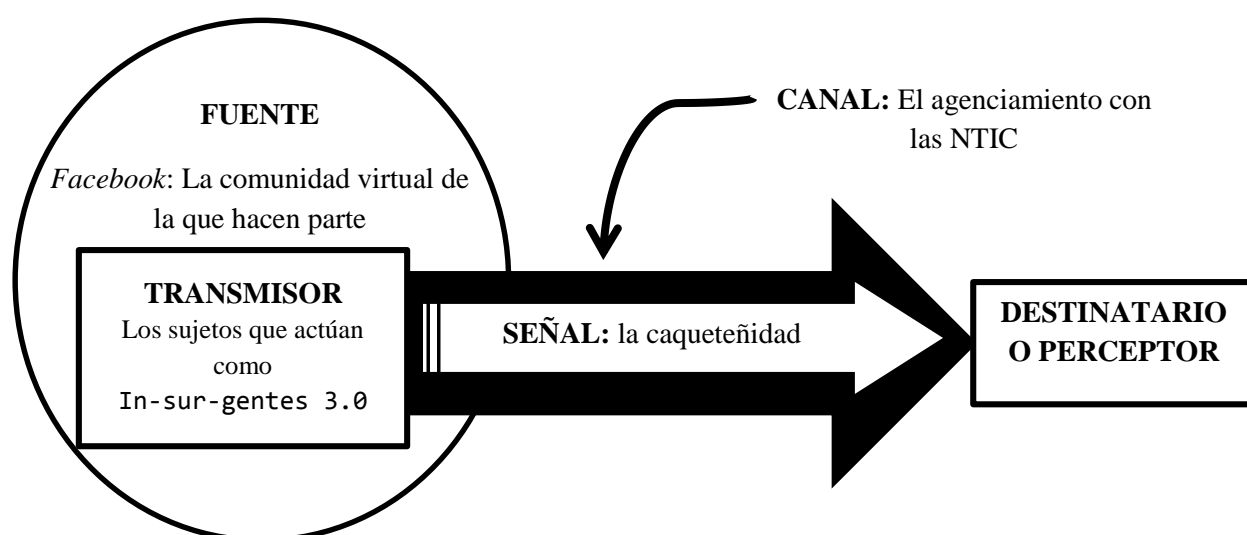 FUENTE
Facebook: La comunidad virtual de
la que hacen parte
TRANSMISOR
Los sujetos que actúan
como
In-sur-gentes 3.0
CANAL: El agenciamiento con
las NTIC
SEÑAL: la caqueteñidad
DESTINATARIO
O PERCEPTOR